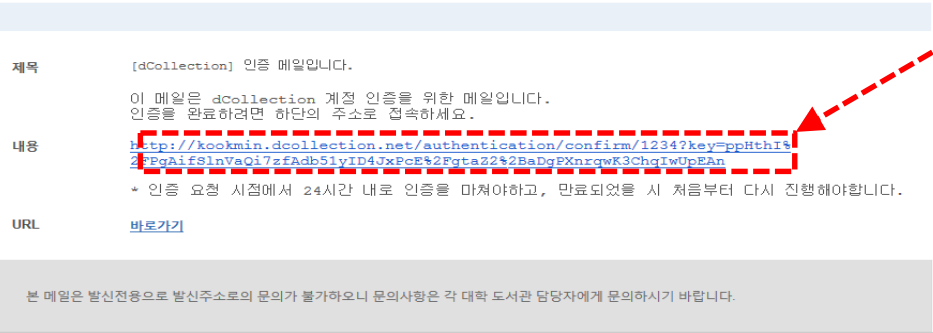 제목
[dCollection] 인증 메일입니다.
이 메일은 dCollection 계정 인증을 위한 메일입니다.
인증을 완료하려면 하단의 주소로 접속하세요.
내용
http://kookmin.dcollection.net/authentication/confirm/1234?key=ppHthI%
2FPgAifSlnVaQi7zfAdb51yID4JxPcE%2FgtaZ2%2BaDgPXnrqwK3ChqIwUpEAn
* 인증 요청 시점에서 24시간 내로 인증을 마쳐야하고, 만료되었을 시 처음부터 다시 진행해야합니다.
URL
바로가기
본 메일은 발신전용으로 발신주소로의 문의가 불가하오니 문의사항은 각 대학 도서관 담당자에게 문의하시기 바랍니다.